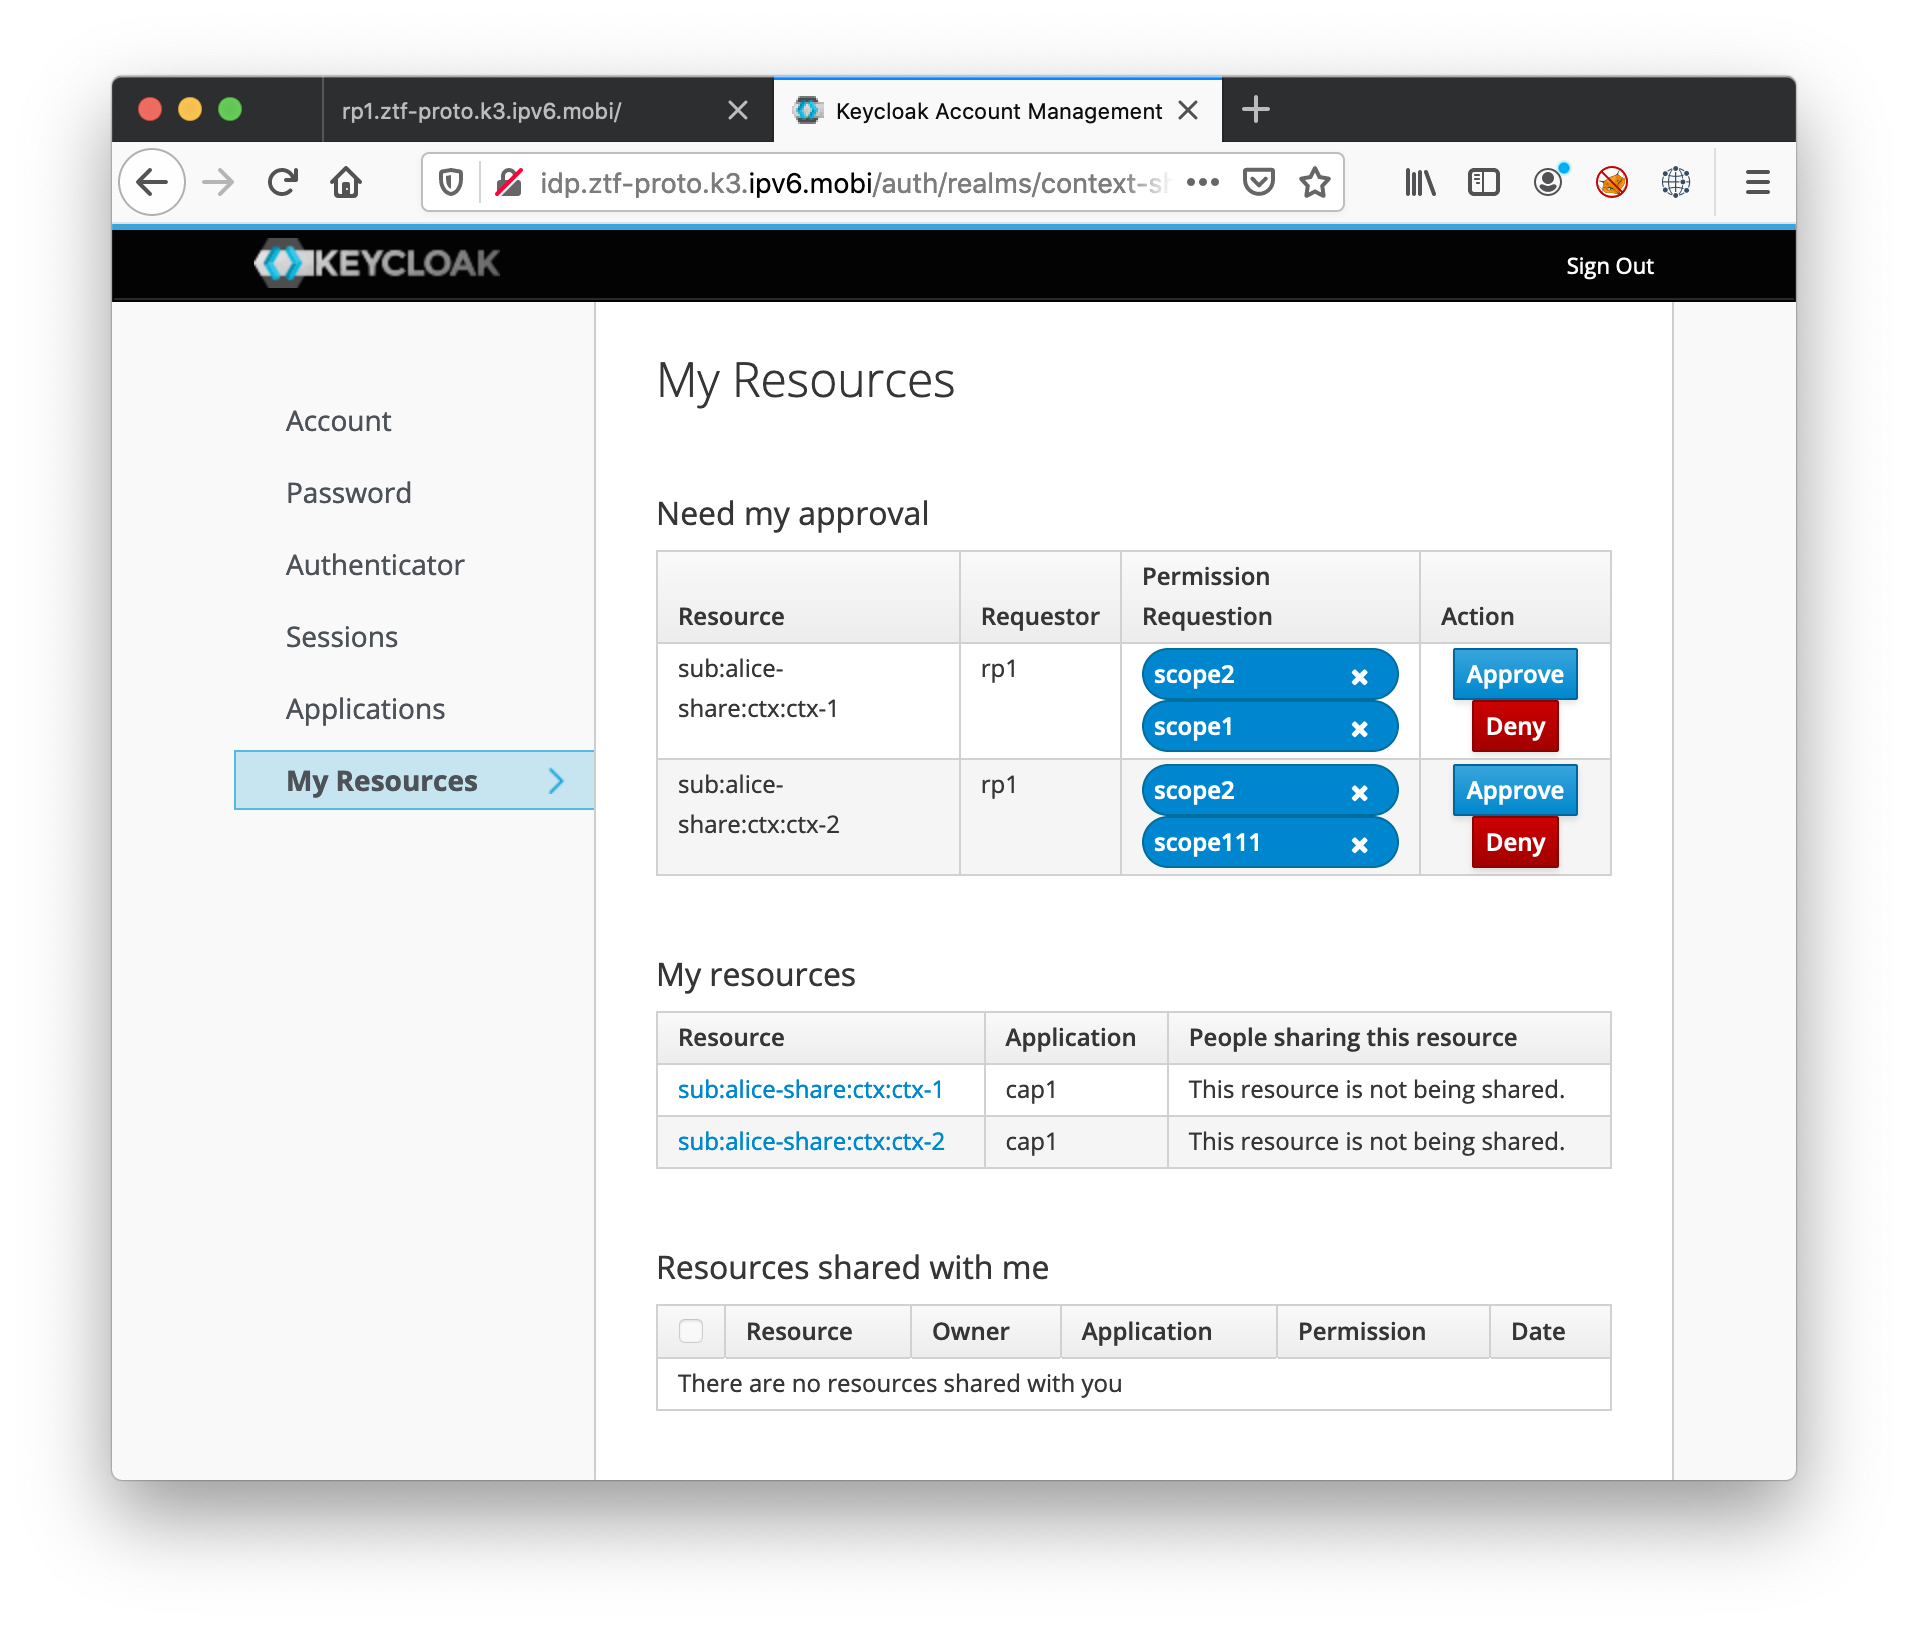 rp1.ztf-proto.k3.ipv6.mobi/
Keycloak Account Management
idp.ztf-proto.k3.ipv6.mobi/auth/realms/context-sh
KEYCLOAK
Sign Out
Account
Password
Authenticator
Sessions
Applications
My Resources
My Resources
Need my approval
Resource Requestor Permission Requestion Action
sub:alice-share:ctx:ctx-1 rp1 scope2 Approve
scope1 Deny
sub:alice-share:ctx:ctx-2 rp1 scope2 Approve
scope111 Deny
My resources
Resource Application People sharing this resource
sub:alice-share:ctx:ctx-1 cap1 This resource is not being shared.
sub:alice-share:ctx:ctx-2 cap1 This resource is not being shared.
Resources shared with me
Resource Owner Application Permission Date
There are no resources shared with you